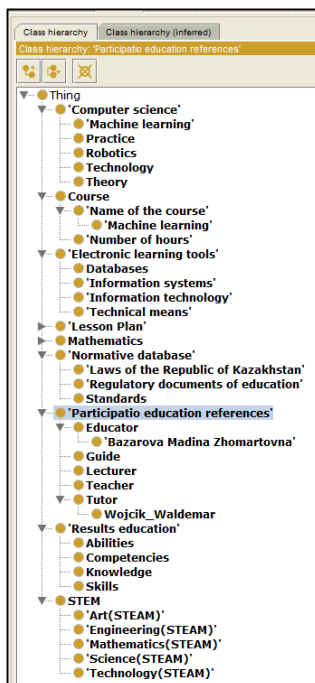 Class hierarchy Class hierarchy (inferred)
Class hierarchy: 'Participatio education references'
Thing
'Computer science'
'Machine learning'
Practice
Robotics
Technology
Theory
Course
'Name of the course'
'Machine learning'
'Number of hours'
'Electronic learning tools'
Databases
'Information systems'
'Information technology'
'Technical means'
'Lesson Plan'
Mathematics
'Normative database'
'Laws of the Republic of Kazakhstan'
'Regulatory documents of education'
Standards
'Participatio education references'
Educator
'Bazarova Madina Zhomartovna'
Guide
Lecturer
Teacher
Tutor
Wojcik_Waldemar
'Results education'
Abilities
Competencies
Knowledge
Skills
STEM
'Art(STEAM)'
'Engineering(STEAM)'
'Mathematics(STEAM)'
'Science(STEAM)'
'Technology(STEAM)'